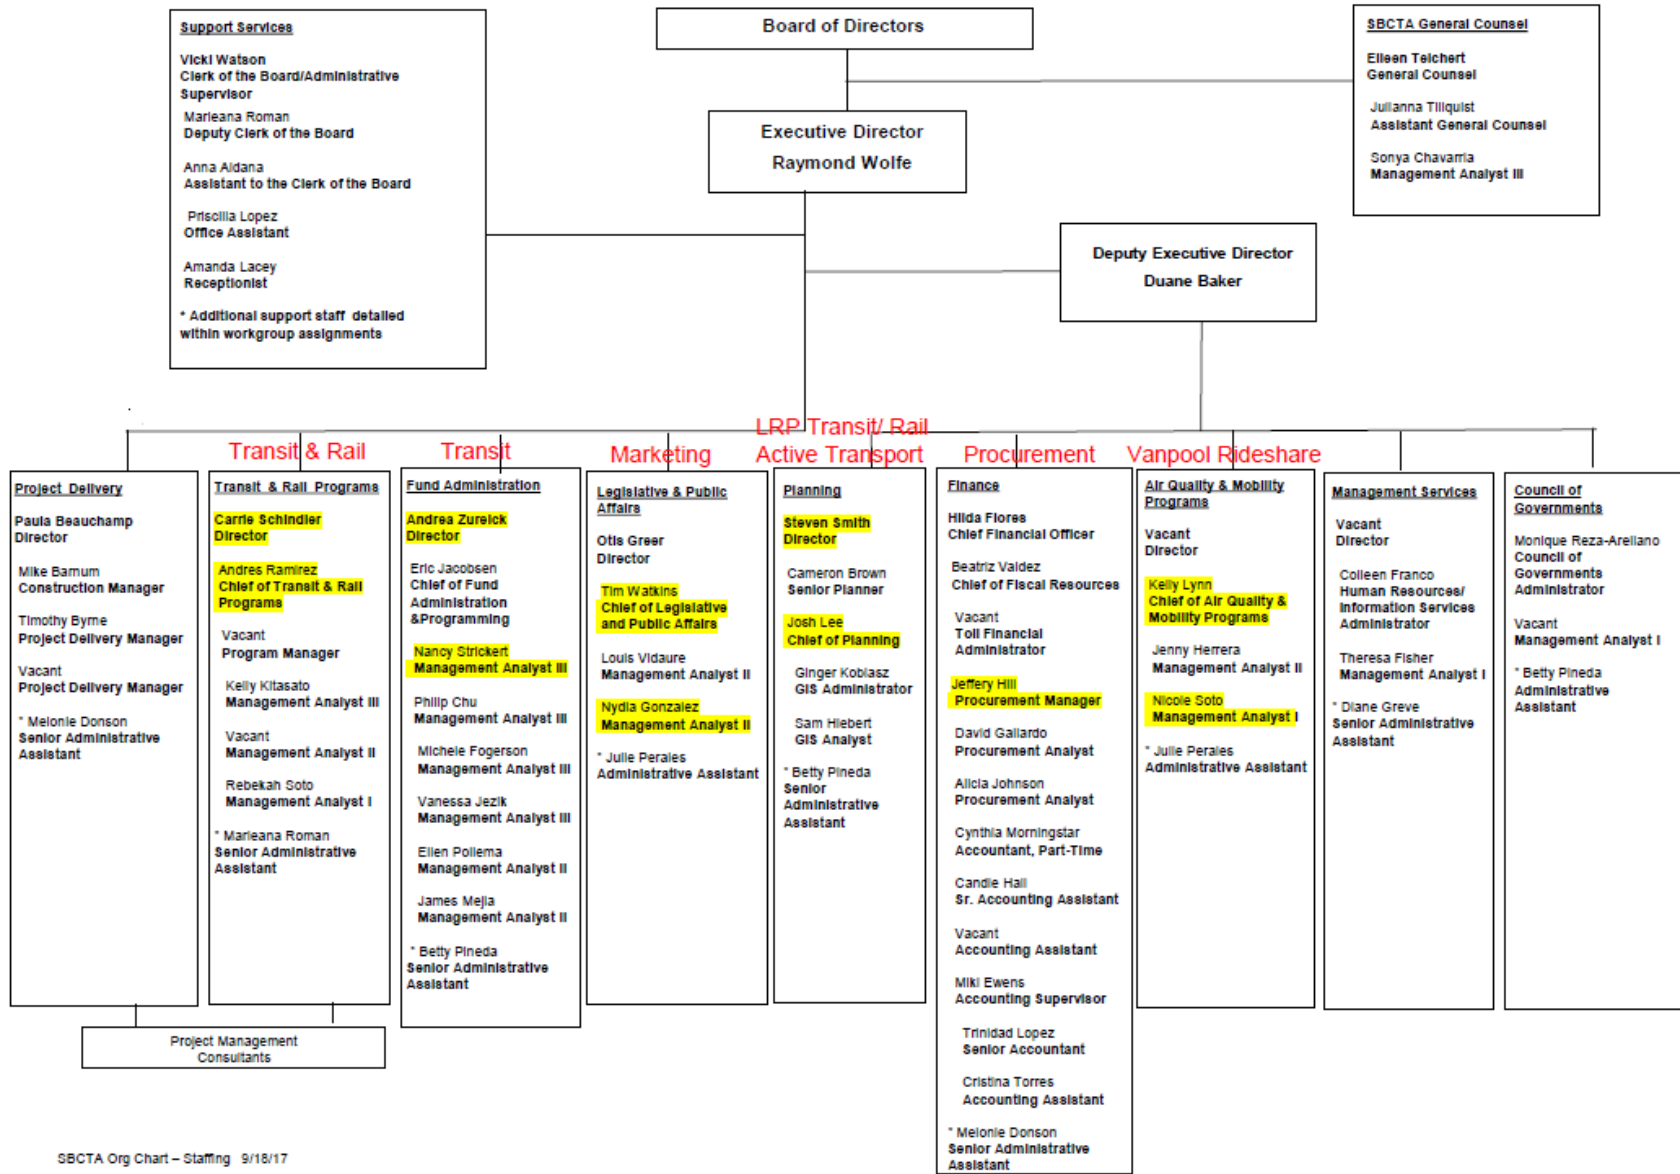 Support Services
Vicki Watson
Clerk of the Board/Administrative
Supervisor
Marleana Roman
Deputy Clerk of the Board
Anna Aldana
Assistant to the Clerk of the Board
Priscilla Lopez
Office Assistant
Amanda Lacey
Receptionist
* Additional support staff detailed
within workgroup assignments
Board of Directors
Executive Director
Raymond Wolfe
SBCTA General Counsel
Eileen Teichert
General Counsel
Julianna Tillquist
Assistant General Counsel
Sonya Chavarria
Management Analyst III
Deputy Executive Director
Duane Baker
Transit & Rail
Transit
Marketing
LRP Transit/ Rail
Active Transport
Procurement
Vanpool Rideshare
Project Delivery
Paula Beauchamp
Director
Mike Barnum
Construction Manager
Timothy Byrne
Project Delivery Manager
Vacant
Project Delivery Manager
* Melonie Donson
Senior Administrative
Assistant
Transit & Rail Programs
Carrie Schindler
Director
Andres Ramirez
Chief of Transit & Rail
Programs
Vacant
Program Manager
Kelly Kitasato
Management Analyst III
Vacant
Management Analyst II
Rebekah Soto
Management Analyst I
* Marleana Roman
Senior Administrative
Assistant
Project Management
Consultants
Fund Administration
Andrea Zureick
Director
Eric Jacobsen
Chief of Fund
Administration
&Programming
Nancy Strickert
Management Analyst III
Philip Chu
Management Analyst III
Michele Fogerson
Management Analyst III
Vanessa Jezik
Management Analyst III
Ellen Pollema
Management Analyst II
James Mejia
Management Analyst II
* Betty Pineda
Senior Administrative
Assistant
Legislative & Public
Affairs
Otis Greer
Director
Tim Watkins
Chief of Legislative
and Public Affairs
Louis Vidaure
Management Analyst II
Nydia Gonzalez
Management Analyst II
* Julie Perales
Administrative Assistant
Planning
Steven Smith
Director
Cameron Brown
Senior Planner
Josh Lee
Chief of Planning
Ginger Koblasz
GIS Administrator
Sam Hiebert
GIS Analyst
* Betty Pineda
Senior
Administrative
Assistant
Finance
Hilda Flores
Chief Financial Officer
Beatriz Valdez
Chief of Fiscal Resources
Vacant
Toll Financial
Administrator
Jeffery Hill
Procurement Manager
David Gallardo
Procurement Analyst
Alicia Johnson
Procurement Analyst
Cynthia Morningstar
Accountant, Part-Time
Candie Hall
Sr. Accounting Assistant
Vacant
Accounting Assistant
Miki Ewens
Accounting Supervisor
Trinidad Lopez
Senior Accountant
Cristina Torres
Accounting Assistant
* Melonie Donson
Senior Administrative
Assistant
Air Quality & Mobility
Programs
Vacant
Director
Kelly Lynn
Chief of Air Quality &
Mobility Programs
Jenny Herrera
Management Analyst II
Nicole Soto
Management Analyst I
* Julie Perales
Administrative Assistant
Management Services
Vacant
Director
Colleen Franco
Human Resources/
Information Services
Administrator
Theresa Fisher
Management Analyst I
* Diane Greve
Senior Administrative
Assistant
Council of
Governments
Monique Reza-Arellano
Council of
Governments
Administrator
Vacant
Management Analyst I
* Betty Pineda
Administrative
Assistant
SBCTA Org Chart – Staffing 9/18/17